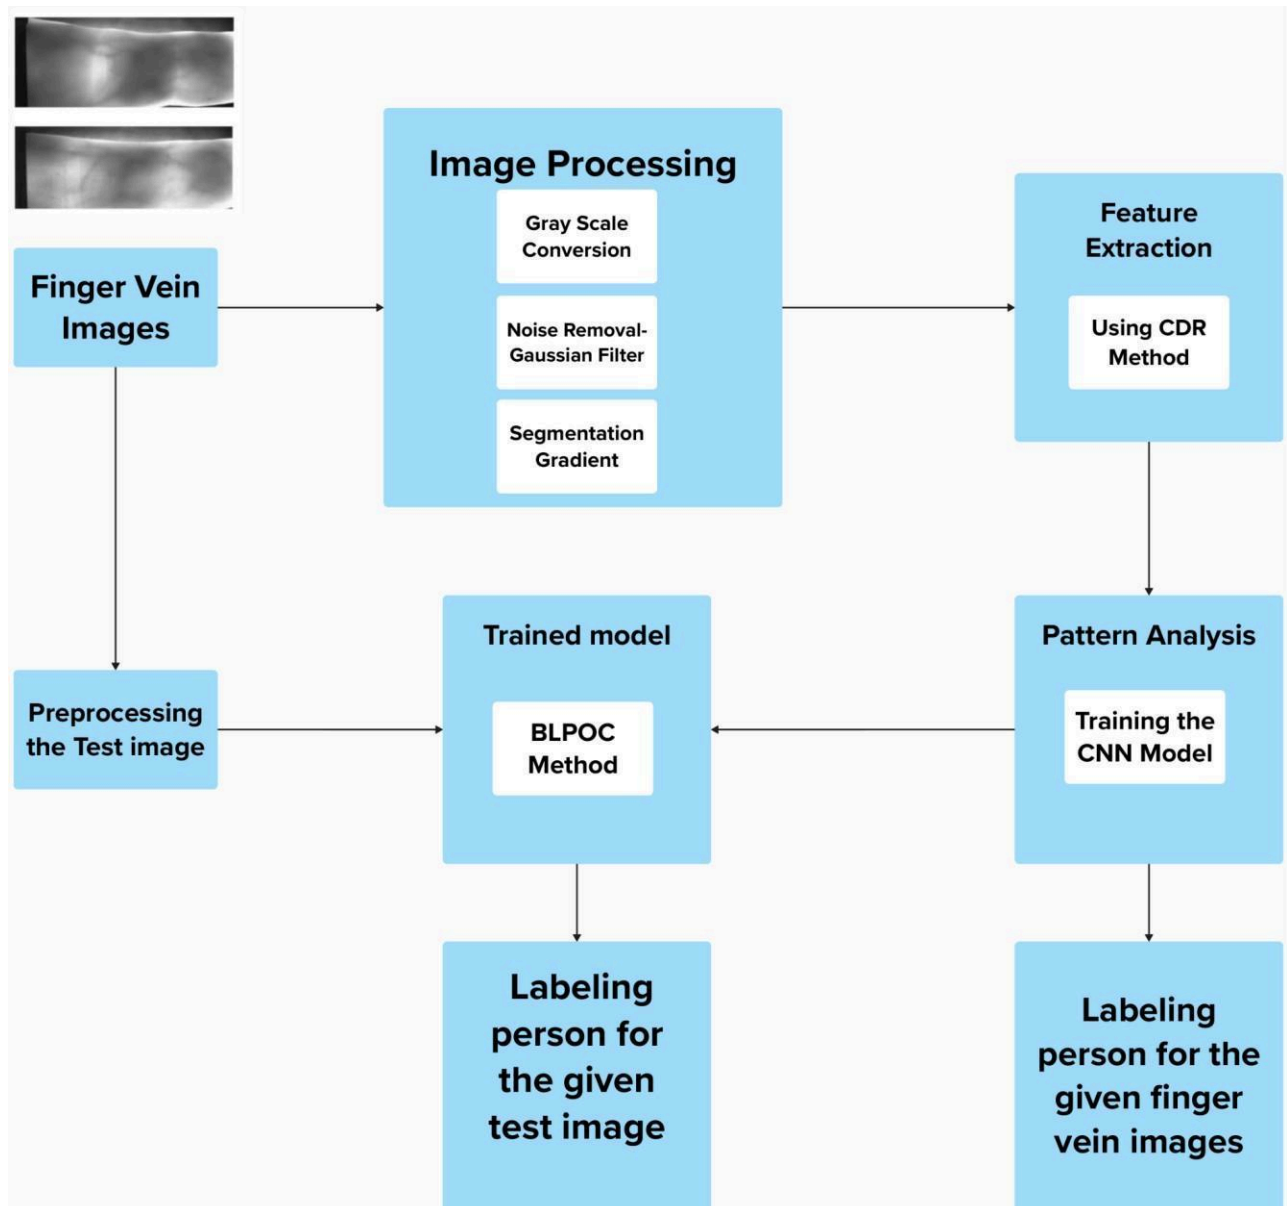 Image Processing
Gray Scale
Conversion
Noise Removal-
Gaussian Filter
Segmentation
Gradient
Feature
Extraction
Using CDR
Method
Finger Vein
Images
Preprocessing
the Test image
Trained model
BLPOC
Method
Pattern Analysis
Training the
CNN Model
Labeling
person for
the given
test image
Labeling
person for the
given finger
vein images